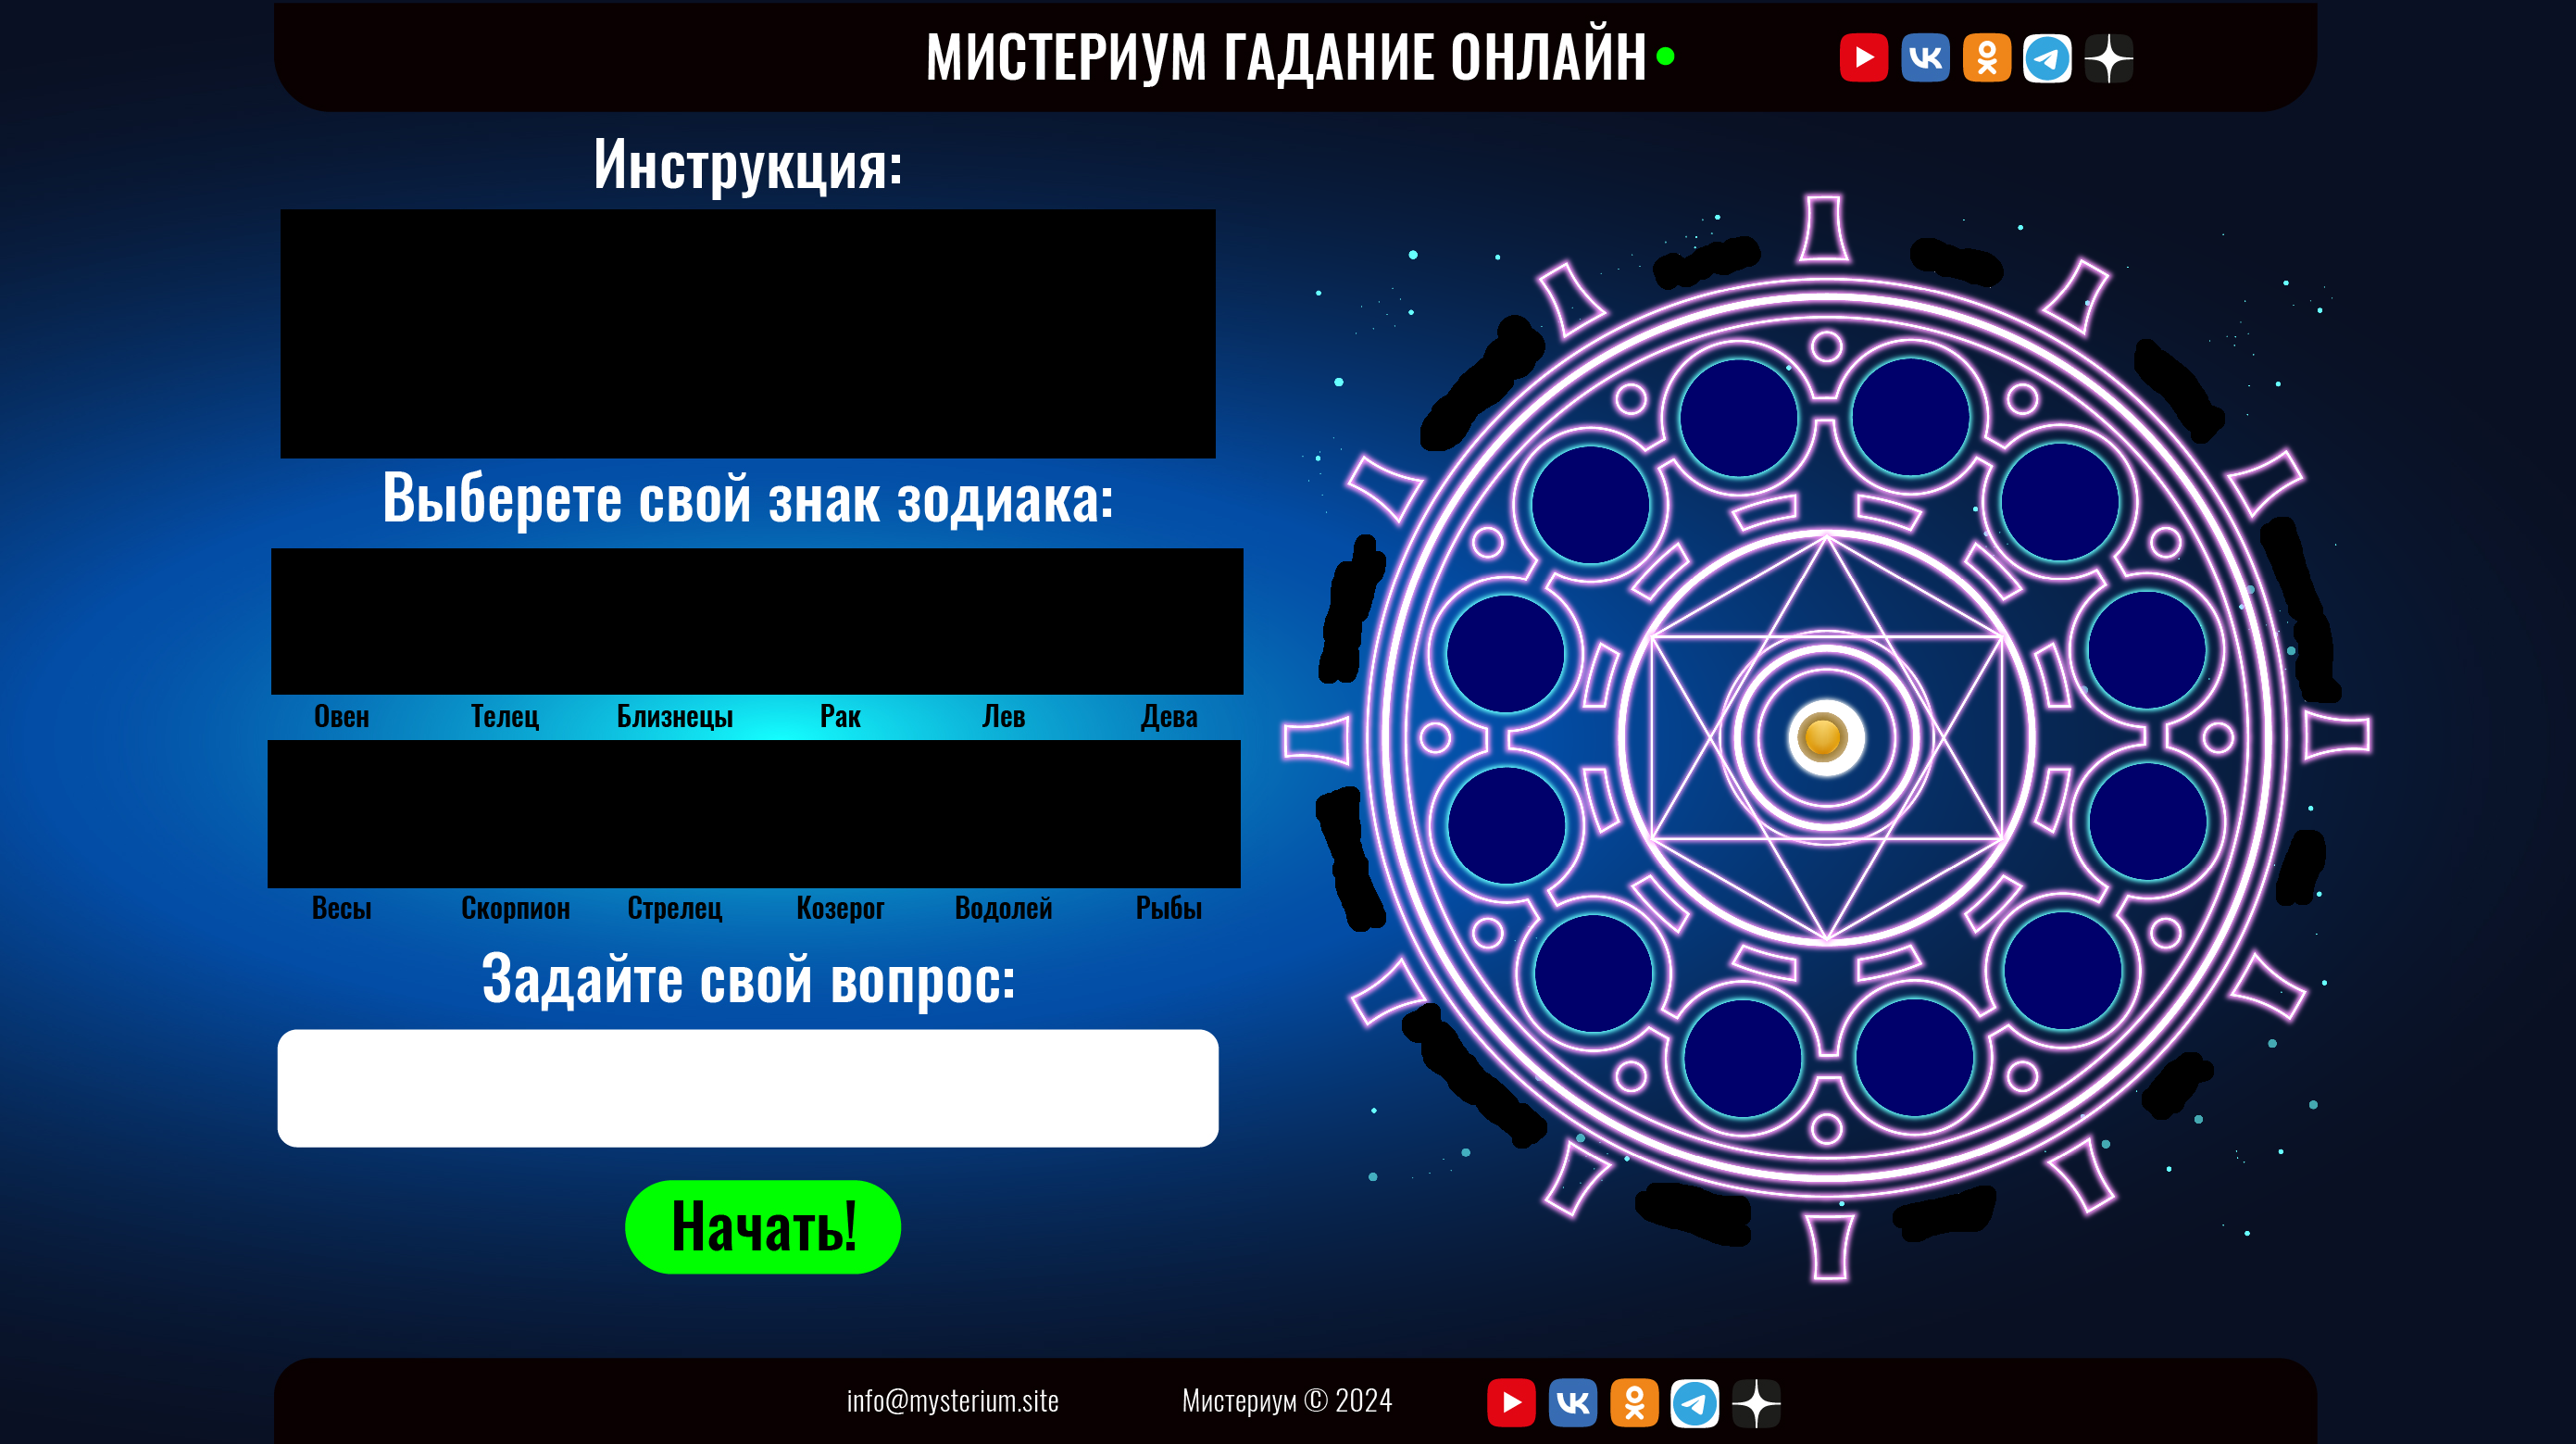 МИСТЕРИУМ ГАДАНИЕ ОНЛАЙН
Инструкция:
Выберете свой знак зодиака:
Овен Телец Близнецы Рак Лев Дева
Весы Скорпион Стрелец Козерог Водолей Рыбы
Задайте свой вопрос:
Начать!
info@mysterium.site Мистериум © 2024